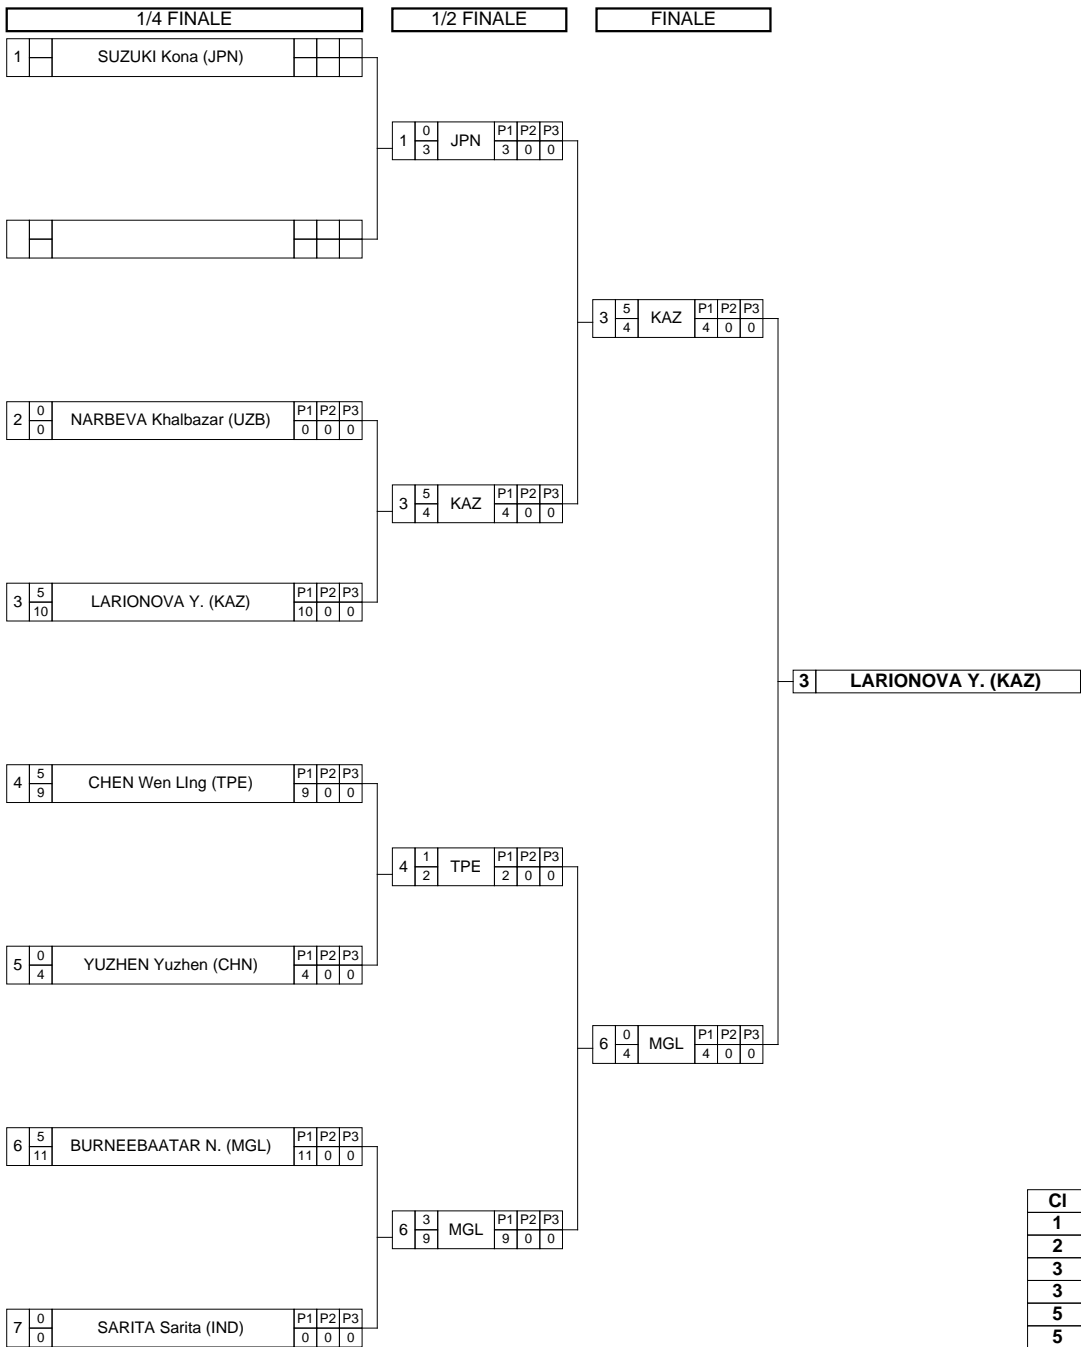 1/4 FINALE 1/2 FINALE FINALE
1 SUZUKI Kona (JPN)
1 0 3 JPN P1 P2 P3 3 0 0
3 5 4 KAZ P1 P2 P3 4 0 0
2 0 0 NARBEVA Khalbazar (UZB) P1 P2 P3 0 0 0
3 5 4 KAZ P1 P2 P3 4 0 0
3 5 10 LARIONOVA Y. (KAZ) P1 P2 P3 10 0 0
3 LARIONOVA Y. (KAZ)
4 5 9 CHEN Wen LIng (TPE) P1 P2 P3 9 0 0
4 1 2 TPE P1 P2 P3 2 0 0
5 0 4 YUZHEN Yuzhen (CHN) P1 P2 P3 4 0 0
6 0 4 MGL P1 P2 P3 4 0 0
6 5 11 BURNEEBAATAR N. (MGL) P1 P2 P3 11 0 0
6 3 9 MGL P1 P2 P3 9 0 0
7 0 0 SARITA Sarita (IND) P1 P2 P3 0 0 0
Cl
1
2
3
3
5
5